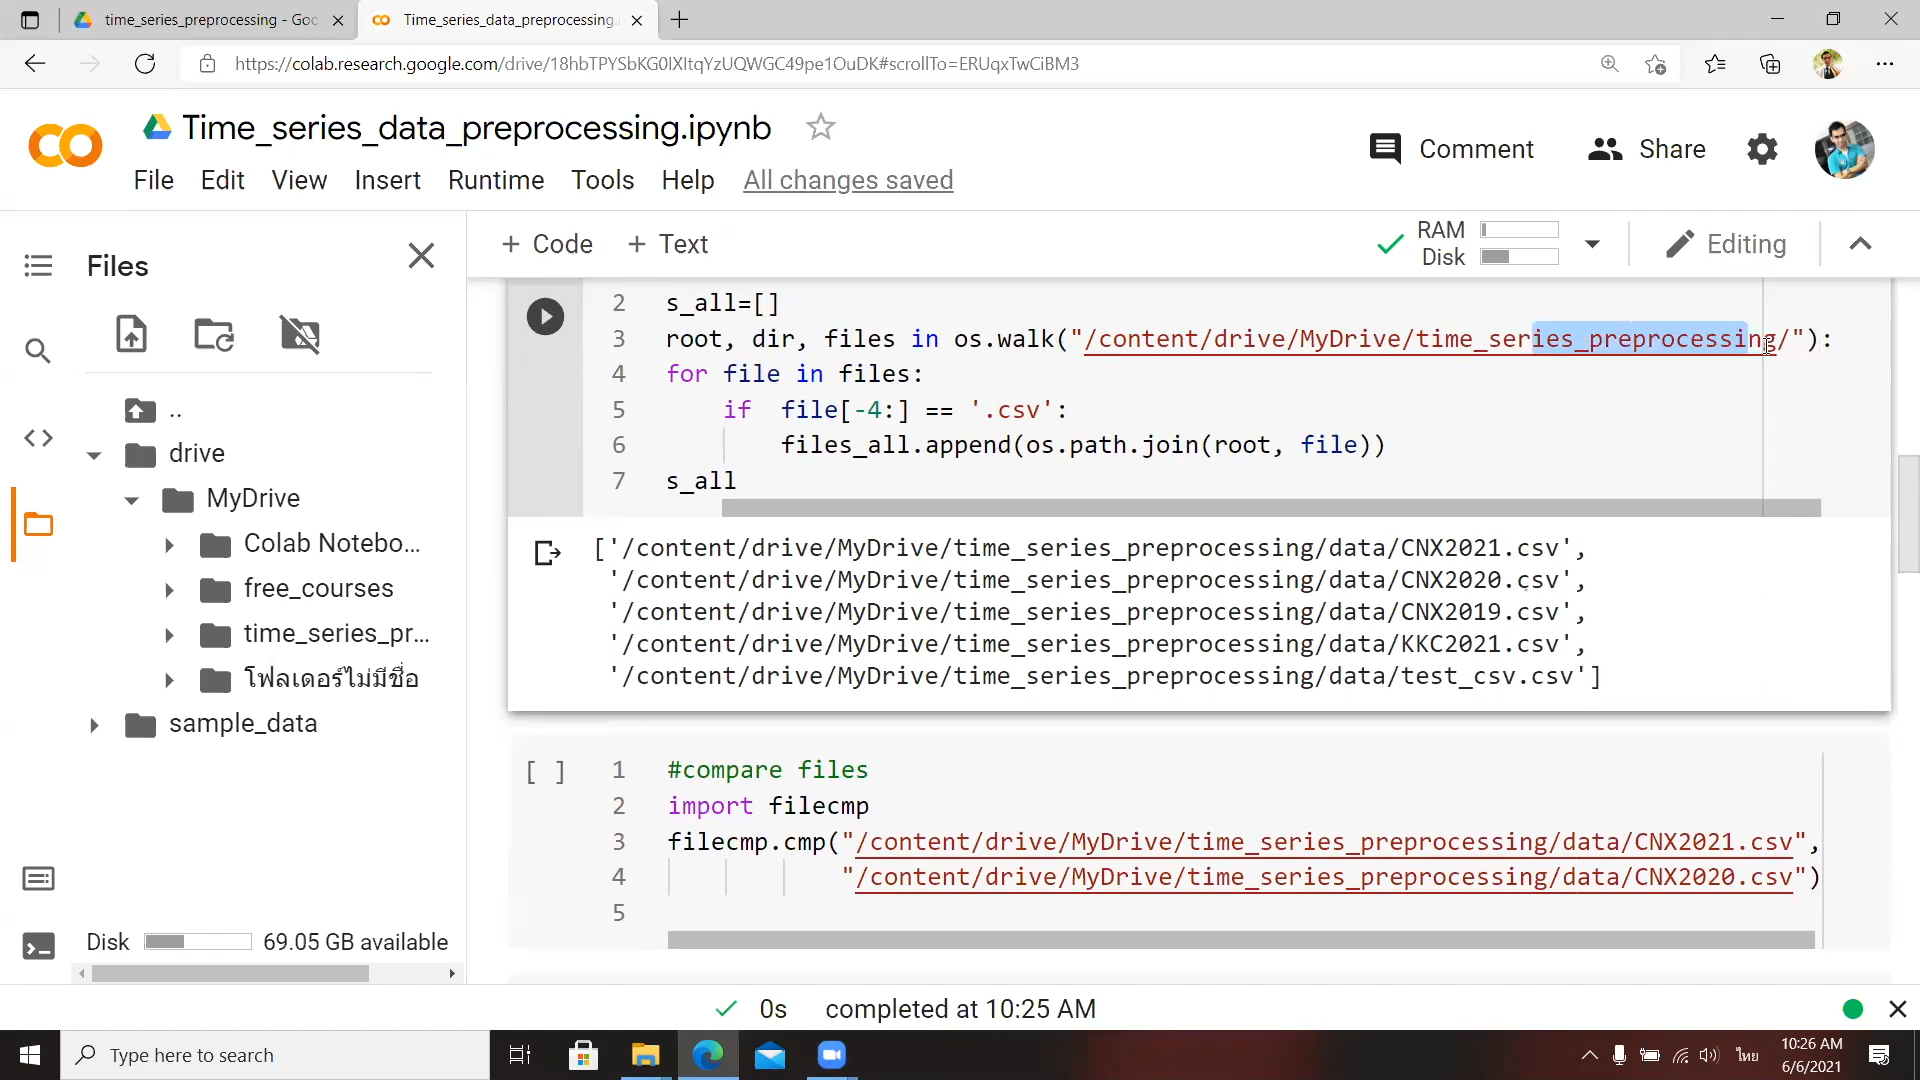 time_series_preprocessing - Goo
Time_series_data_preprocessing.
https://colab.research.google.com/drive/18hbTPYSbKG0IXItqYzUQWGC49pe1OuDK#scrollTo=ERUqxTwCiBM3
Time_series_data_preprocessing.ipynb
Comment
Share
File Edit View Insert Runtime Tools Help All changes saved
Files
+ Code + Text
RAM
Disk
Editing
2 s_all=[]
3 root, dir, files in os.walk("/content/drive/MyDrive/time_series_preprocessing/"):
4 for file in files:
5 if file[-4:] == '.csv':
6 files_all.append(os.path.join(root, file))
7 s_all
..
drive
MyDrive
Colab Notebo...
free_courses
time_series_pr...
โฟลเดอร์ไม่มีชื่อ
sample_data
['/content/drive/MyDrive/time_series_preprocessing/data/CNX2021.csv',
'/content/drive/MyDrive/time_series_preprocessing/data/CNX2020.csv',
'/content/drive/MyDrive/time_series_preprocessing/data/CNX2019.csv',
'/content/drive/MyDrive/time_series_preprocessing/data/KKC2021.csv',
'/content/drive/MyDrive/time_series_preprocessing/data/test_csv.csv']
[ ] 1 #compare files
2 import filecmp
3 filecmp.cmp("/content/drive/MyDrive/time_series_preprocessing/data/CNX2021.csv",
4 "/content/drive/MyDrive/time_series_preprocessing/data/CNX2020.csv")
5
Disk 69.05 GB available
0s completed at 10:25 AM
Type here to search
ไทย
10:26 AM
6/6/2021